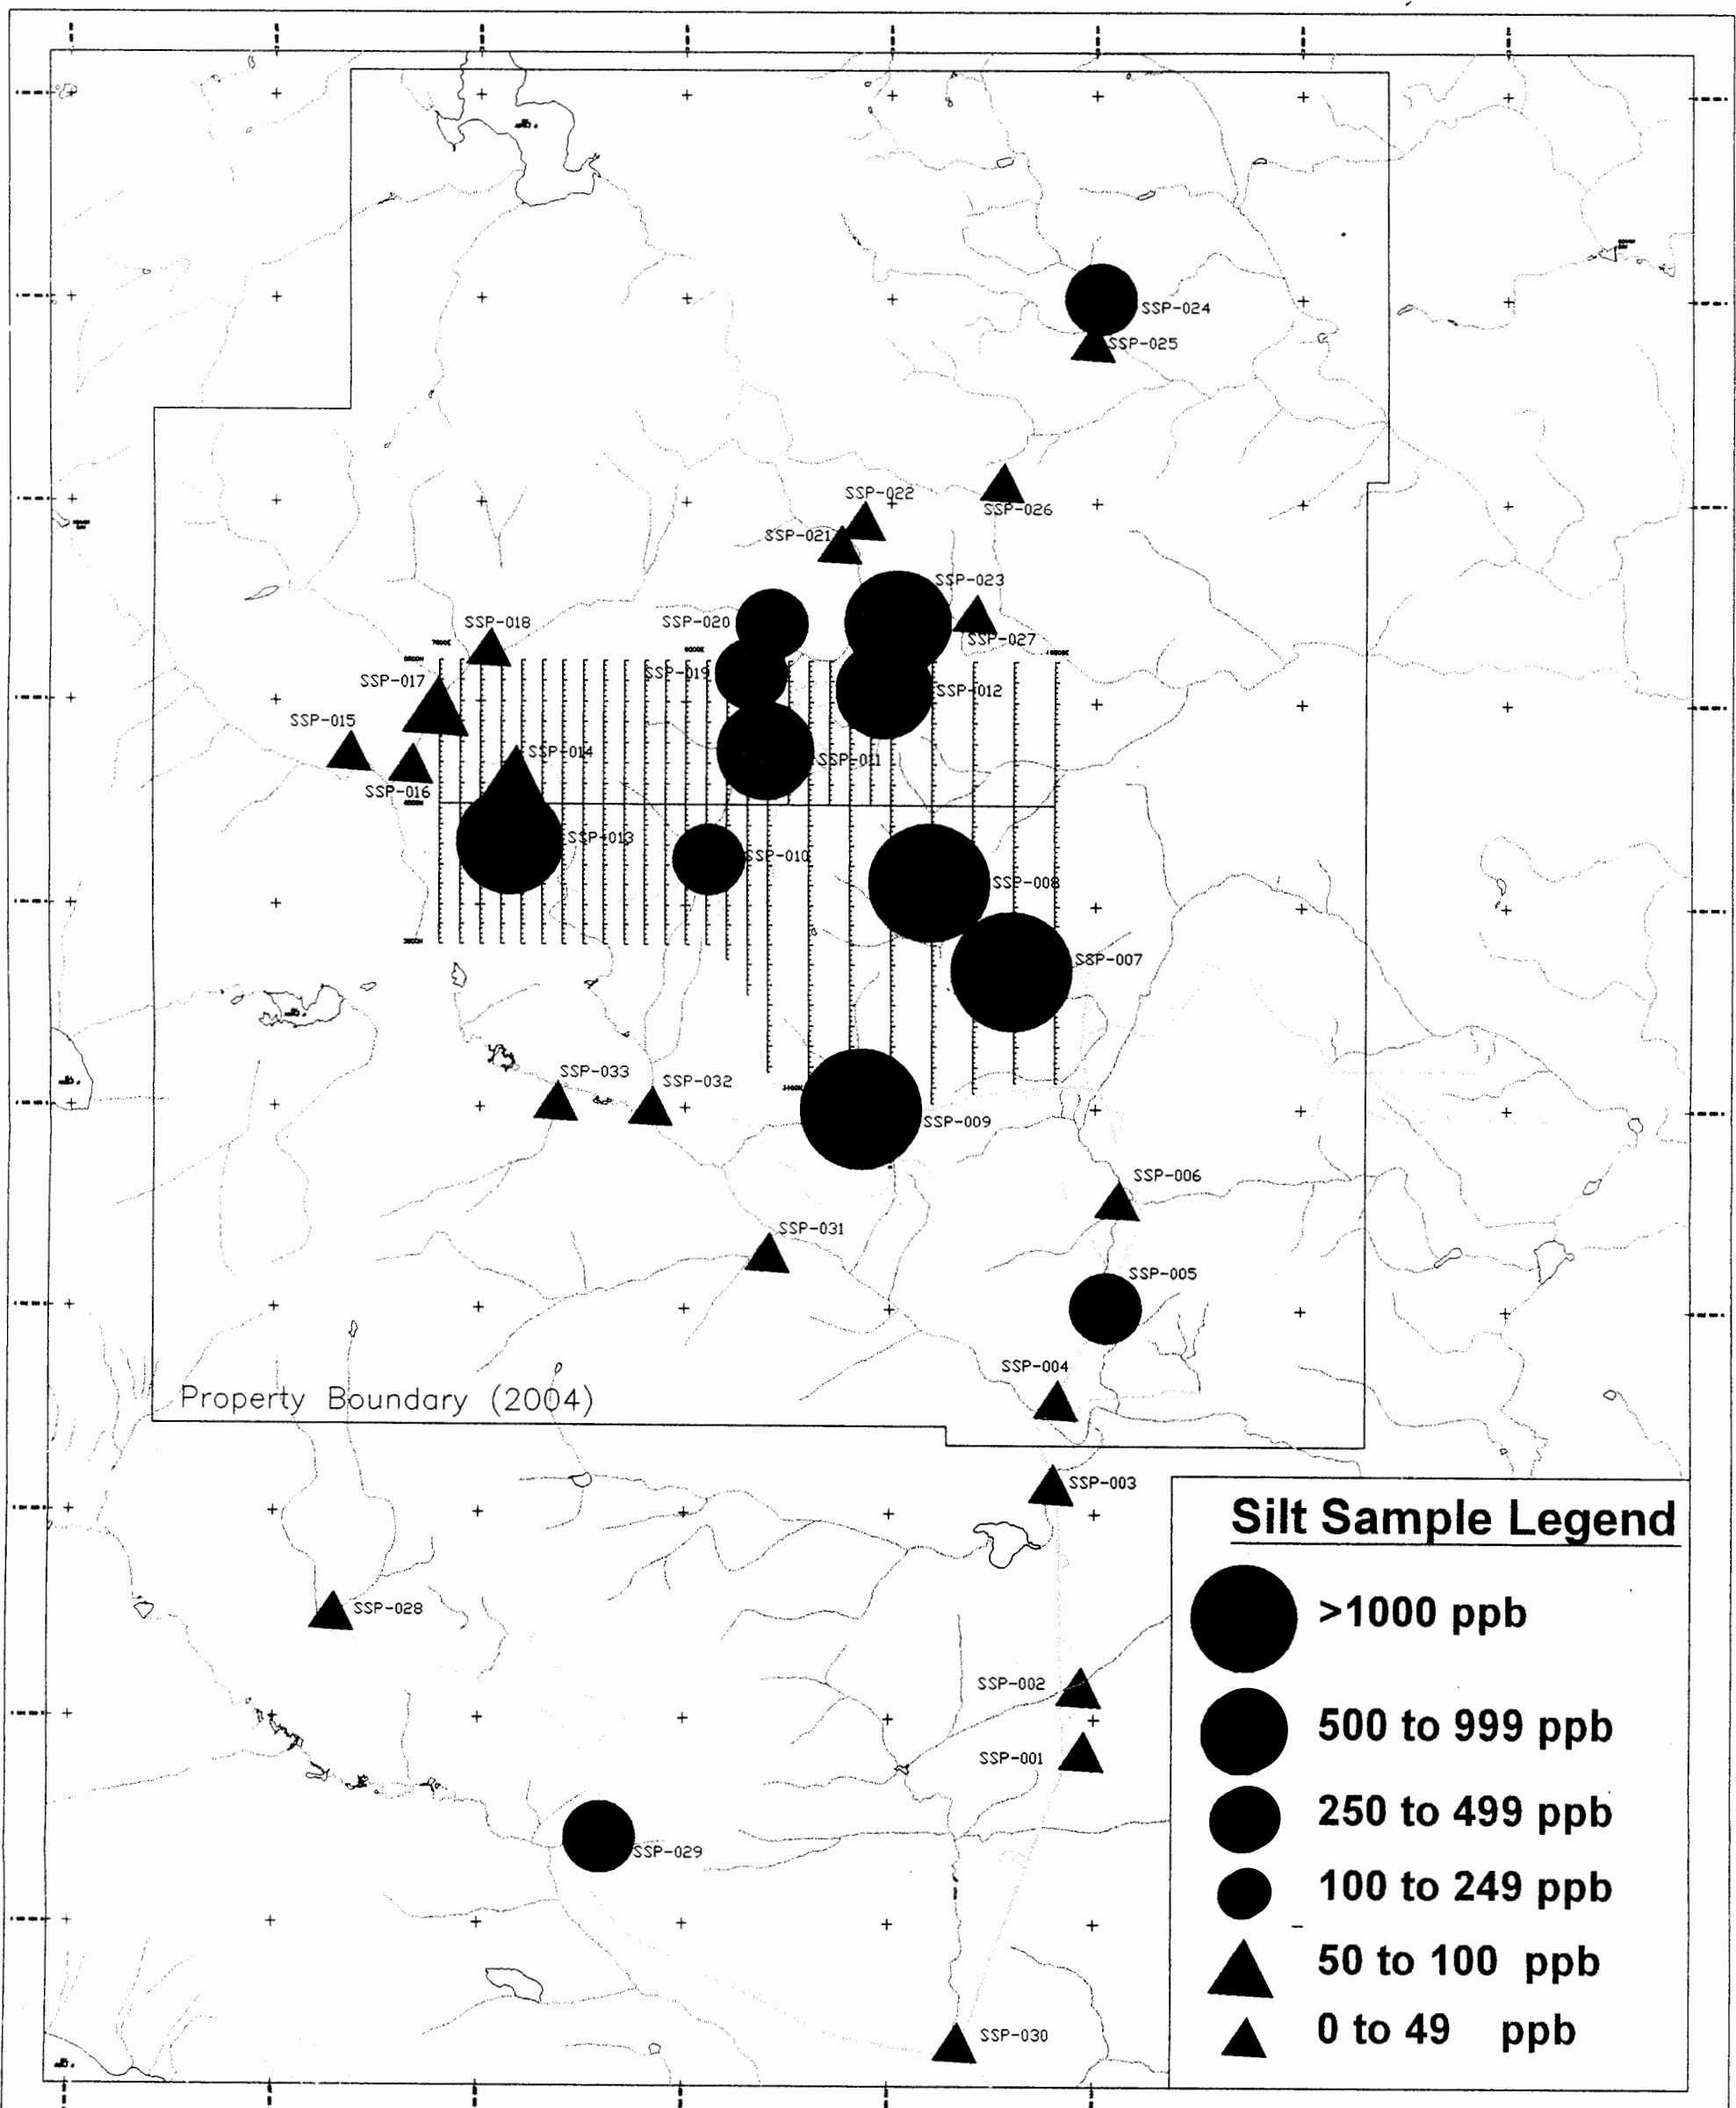 SSP-024
SSP-025
SSP-022
SSP-026
SSP-021
SSP-023
SSP-018
SSP-020
SSP-027
SSP-017
SSP-019
SSP-012
SSP-015
SSP-014
SSP-011
SSP-016
SSP-013
SSP-010
SSP-008
SSP-007
SSP-033
SSP-032
SSP-009
SSP-006
SSP-031
SSP-005
SSP-004
Property Boundary (2004)
SSP-003
SSP-028
SSP-002
SSP-001
SSP-029
SSP-030
Silt Sample Legend
>1000 ppb
500 to 999 ppb
250 to 499 ppb
100 to 249 ppb
50 to 100 ppb
0 to 49 ppb